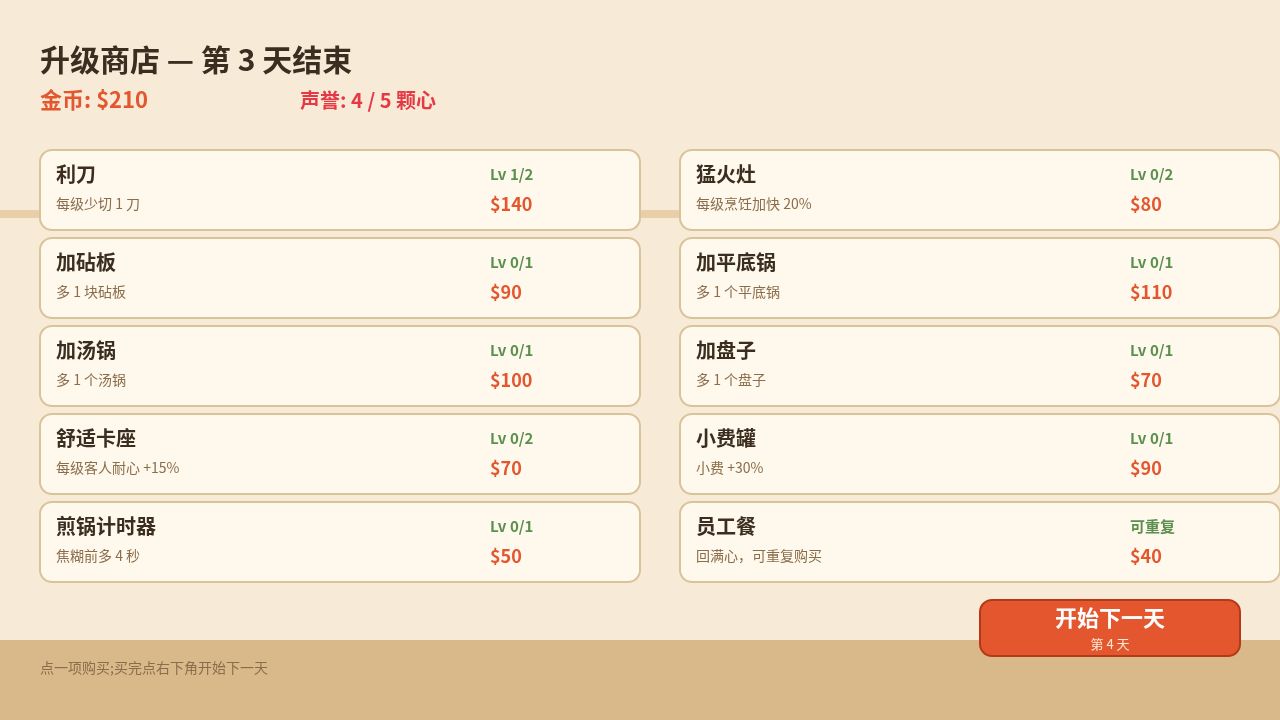 升级商店 — 第 3 天结束
金币: $210
声誉: 4 / 5 颗心
利刀
Lv 1/2
每级少切 1 刀
$140
猛火灶
Lv 0/2
每级烹饪加快 20%
$80
加砧板
Lv 0/1
多 1 块砧板
$90
加平底锅
Lv 0/1
多 1 个平底锅
$110
加汤锅
Lv 0/1
多 1 个汤锅
$100
加盘子
Lv 0/1
多 1 个盘子
$70
舒适卡座
Lv 0/2
每级客人耐心 +15%
$70
小费罐
Lv 0/1
小费 +30%
$90
煎锅计时器
Lv 0/1
焦糊前多 4 秒
$50
员工餐
可重复
回满心，可重复购买
$40
开始下一天
第 4 天
点一项购买;买完点右下角开始下一天